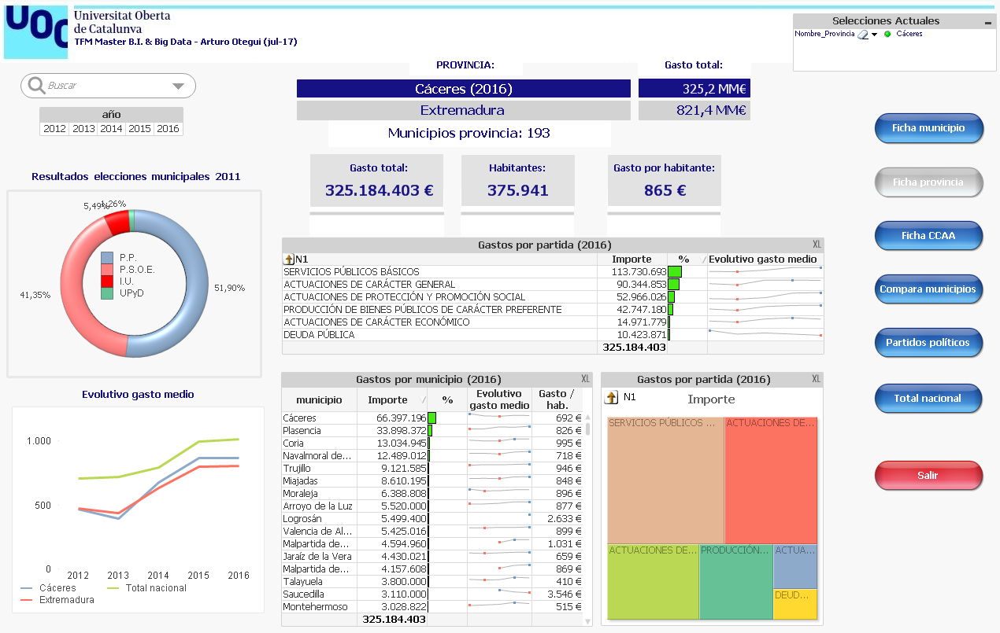 UOC
Universitat Oberta
de Catalunya
TFM Master B.I. & Big Data - Arturo Otegui (jul-17)
Selecciones Actuales
Nombre_Provincia Cáceres
Buscar
año
2012 2013 2014 2015 2016
PROVINCIA: Gasto total:
Cáceres (2016) 325,2 MM€
Extremadura 821,4 MM€
Municipios provincia: 193
Gasto total: Habitantes: Gasto por habitante:
325.184.403 € 375.941 865 €
Ficha municipio
Ficha provincia
Ficha CCAA
Compara municipios
Partidos políticos
Total nacional
Salir
Resultados elecciones municipales 2011
5,49% 1,26%
P.P.
P.S.O.E.
I.U.
UPyD
41,35% 51,90%
Gastos por partida (2016) XL
N1 Importe % Evolutivo gasto medio
SERVICIOS PÚBLICOS BÁSICOS 113.730.693
ACTUACIONES DE CARÁCTER GENERAL 90.344.853
ACTUACIONES DE PROTECCIÓN Y PROMOCIÓN SOCIAL 52.966.026
PRODUCCIÓN DE BIENES PÚBLICOS DE CARÁCTER PREFERENTE 42.747.180
ACTUACIONES DE CARÁCTER ECONÓMICO 14.971.779
DEUDA PÚBLICA 10.423.871
325.184.403
Evolutivo gasto medio
1.000
500
0
2012 2013 2014 2015 2016
Cáceres Total nacional
Extremadura
Gastos por municipio (2016) XL
municipio Importe % Evolutivo gasto medio Gasto / hab.
Cáceres 66.397.196 692 €
Plasencia 33.898.372 826 €
Coria 13.034.945 995 €
Navalmoral de... 12.489.012 718 €
Trujillo 9.121.585 946 €
Miajadas 8.610.195 848 €
Moraleja 6.388.808 896 €
Arroyo de la Luz 5.520.000 877 €
Logrosán 5.499.400 2.633 €
Valencia de Al... 5.425.016 899 €
Malpartida de... 4.594.960 1.031 €
Jaraíz de la Vera 4.430.021 659 €
Malpartida de... 4.157.608 869 €
Talayuela 3.800.000 410 €
Saucedilla 3.110.000 3.546 €
Montehermoso 3.028.822 515 €
325.184.403
Gastos por partida (2016) XL
N1 Importe
SERVICIOS PÚBLICOS ... ACTUACIONES DE...
ACTUACIONES DE... PRODUCCIÓN... ACTUA...
DEUD...